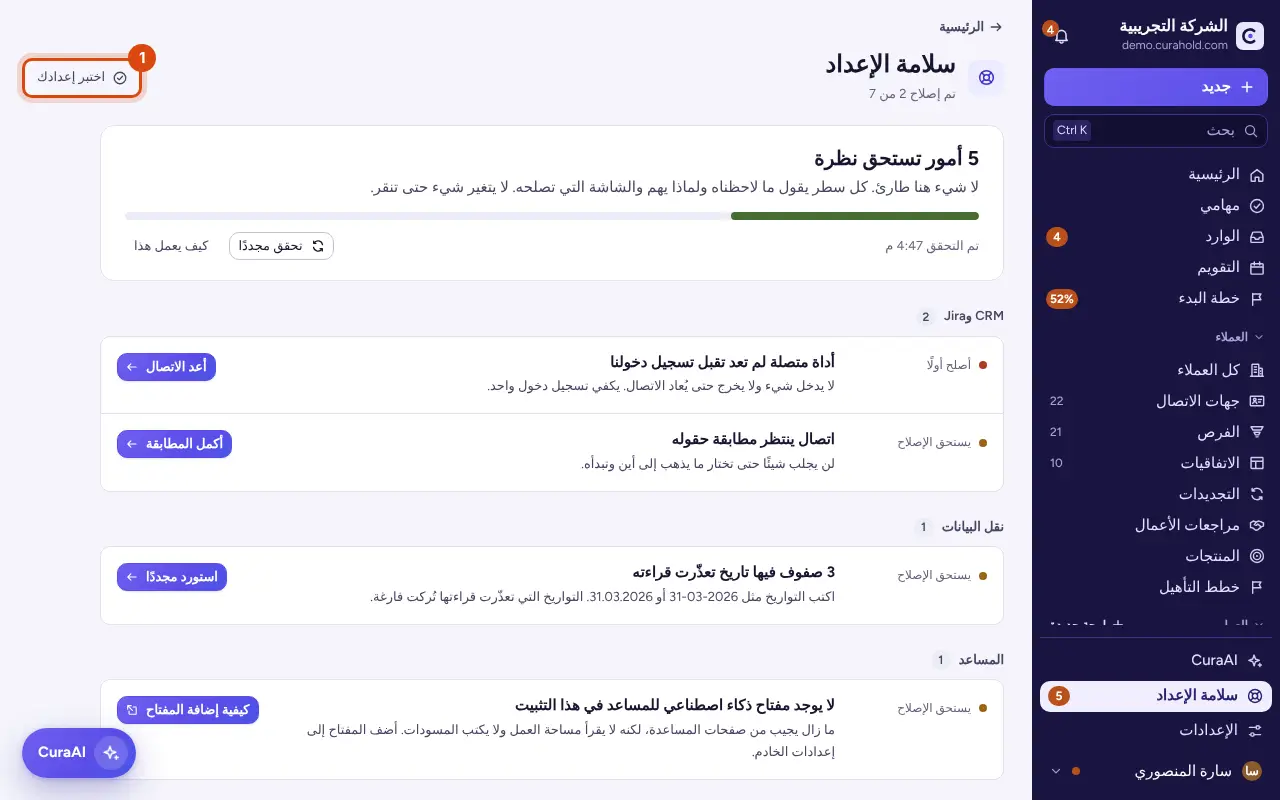 الشركة التجريبية
demo.curahold.com
4
جديد
بحث
Ctrl K
الرئيسية
مهامي
الوارد
4
التقويم
خطة البدء
52%
العملاء
كل العملاء
جهات الاتصال
22
الفرص
21
الاتفاقيات
10
التجديدات
مراجعات الأعمال
المنتجات
خطط التأهيل
CuraAI
سلامة الإعداد
5
الإعدادات
سا
سارة المنصوري
الرئيسية
سلامة الإعداد
تم إصلاح 2 من 7
اختبر إعدادك
1
5 أمور تستحق نظرة
لا شيء هنا طارئ. كل سطر يقول ما لاحظناه ولماذا يهم والشاشة التي تصلحه. لا يتغير شيء حتى تنقر.
تم التحقق 4:47 م
تحقق مجددًا
كيف يعمل هذا
CRM وJira
2
أصلح أولًا
أداة متصلة لم تعد تقبل تسجيل دخولنا
لا يدخل شيء ولا يخرج حتى يُعاد الاتصال. يكفي تسجيل دخول واحد.
أعد الاتصال
يستحق الإصلاح
اتصال ينتظر مطابقة حقوله
لن يجلب شيئًا حتى تختار ما يذهب إلى أين وتبدأه.
أكمل المطابقة
نقل البيانات
1
يستحق الإصلاح
3 صفوف فيها تاريخ تعذّرت قراءته
اكتب التواريخ مثل 2026-03-31 أو 31.03.2026. التواريخ التي تعذّرت قراءتها تُركت فارغة.
استورد مجددًا
المساعد
1
يستحق الإصلاح
لا يوجد مفتاح ذكاء اصطناعي للمساعد في هذا التثبيت
ما زال يجيب من صفحات المساعدة، لكنه لا يقرأ مساحة العمل ولا يكتب المسودات. أضف المفتاح إلى
إعدادات الخادم.
كيفية إضافة المفتاح
CuraAI